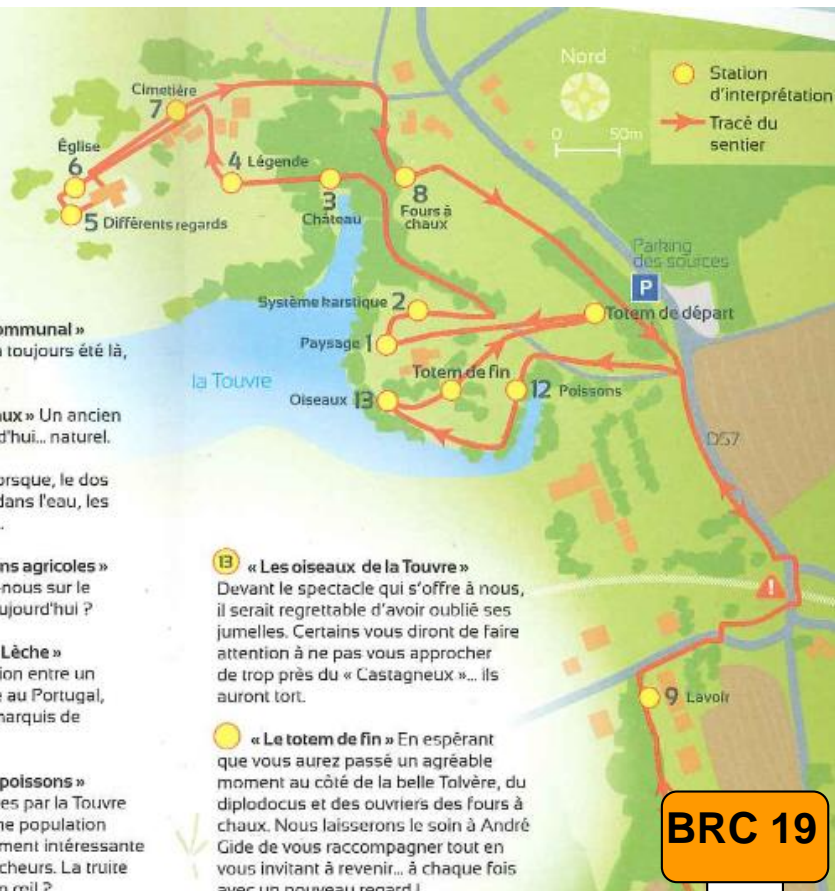 Nord
0 50m
Station
d'interprétation
Tracé du
sentier
Cimetière
7
Église
6
4 Légende
3
Château
8
Fours à
chaux
5 Différents regards
Parking
des sources
P
Système karstique 2
Totem de départ
Paysage 1
la Touvre
Totem de fin
Oiseaux 13
12 Poissons
D57
9 Lavoir
ommunal »
toujours été là,
aux » Un ancien
d'hui... naturel.
orsque, le dos
dans l'eau, les
ns agricoles »
-nous sur le
ujourd'hui ?
Lèche »
ion entre un
e au Portugal,
marquis de
poissons »
es par la Touvre
ne population
ment intéressante
cheurs. La truite
n œil ?
13 « Les oiseaux de la Touvre »
Devant le spectacle qui s'offre à nous,
il serait regrettable d'avoir oublié ses
jumelles. Certains vous diront de faire
attention à ne pas vous approcher
de trop près du « Castagneux »... ils
auront tort.
« Le totem de fin » En espérant
que vous aurez passé un agréable
moment au côté de la belle Tolvère, du
diplodocus et des ouvriers des fours à
chaux. Nous laisserons le soin à André
Gide de vous raccompagner tout en
vous invitant à revenir... à chaque fois
avec un nouveau regard !
BRC 19